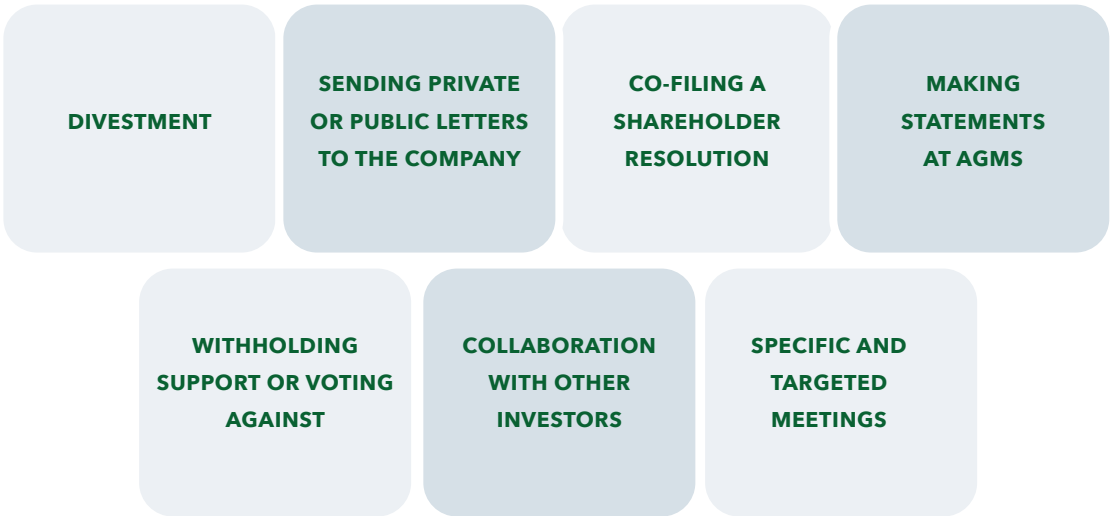 DIVESTMENT
SENDING PRIVATE
OR PUBLIC LETTERS
TO THE COMPANY
CO-FILING A
SHAREHOLDER
RESOLUTION
MAKING
STATEMENTS
AT AGMS
WITHHOLDING
SUPPORT OR VOTING
AGAINST
COLLABORATION
WITH OTHER
INVESTORS
SPECIFIC AND
TARGETED
MEETINGS